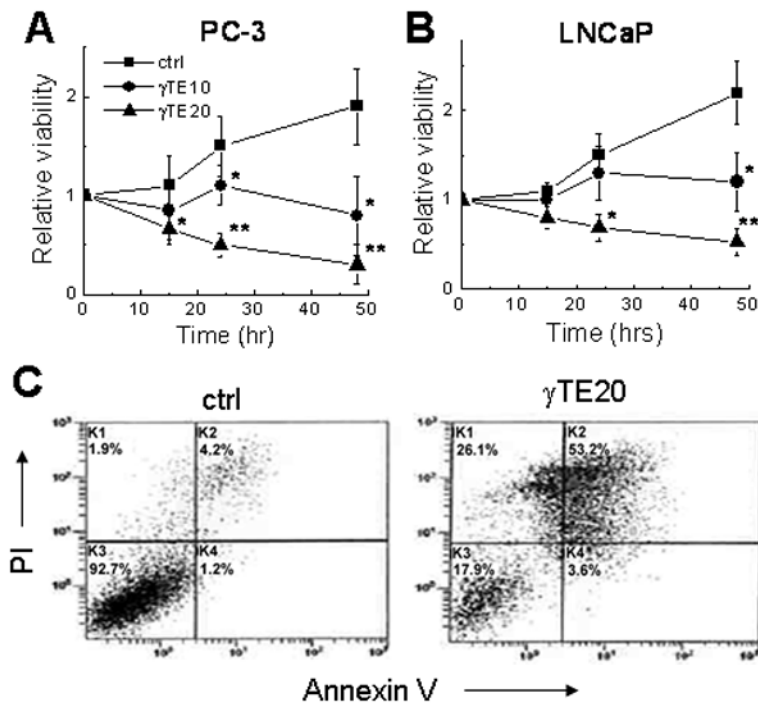 A
PC-3
B
LNCaP
ctrl
γTE10
γTE20
Relative viability
2
1
0
*
*
*
**
**
0 10 20 30 40 50
Time (hr)
Relative viability
2
1
0
*
*
**
0 10 20 30 40 50
Time (hrs)
C
ctrl
γTE20
PI
K1
1.9%
K2
4.2%
K3
92.7%
K4
1.2%
K1
26.1%
K2
53.2%
K3
17.9%
K4
3.6%
Annexin V